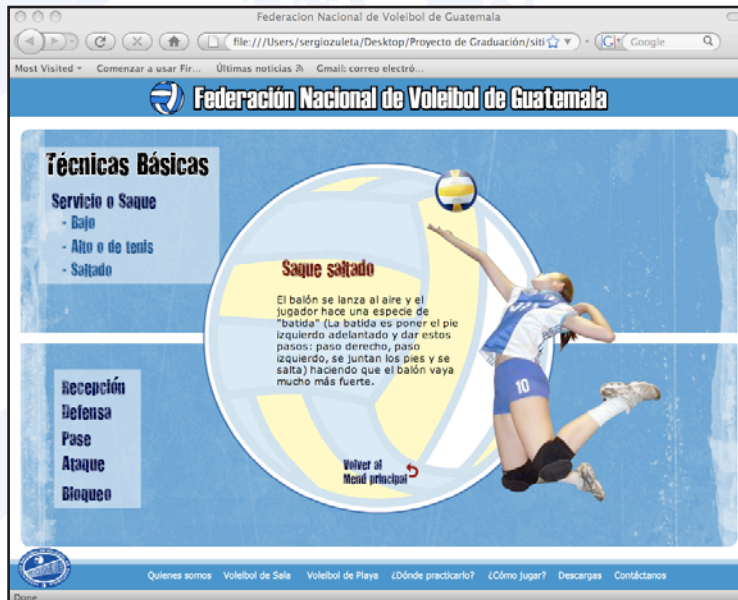 Federacion Nacional de Voleibol de Guatemala
file:///Users/sergiozuleta/Desktop/Proyecto de Graduación/siti
Google
Most Visited
Comenzar a usar Fir...
Últimas noticias
Gmail: correo electró...
Federación Nacional de Voleibol de Guatemala
Técnicas Básicas
Servicio o Saque
- Bajo
- Alto o de tenis
- Saltado
Saque saltado
El balón se lanza al aire y el
jugador hace una especie de
"batida" (La batida es poner el pie
izquierdo adelantado y dar estos
pasos: paso derecho, paso
izquierdo, se juntan los pies y se
salta) haciendo que el balón vaya
mucho más fuerte.
Recepción
Defensa
Pase
Ataque
Bloqueo
Volver al
Menú principal
10
Quienes somos
Voleibol de Sala
Voleibol de Playa
¿Dónde practicarlo?
¿Cómo jugar?
Descargas
Contáctanos
Done